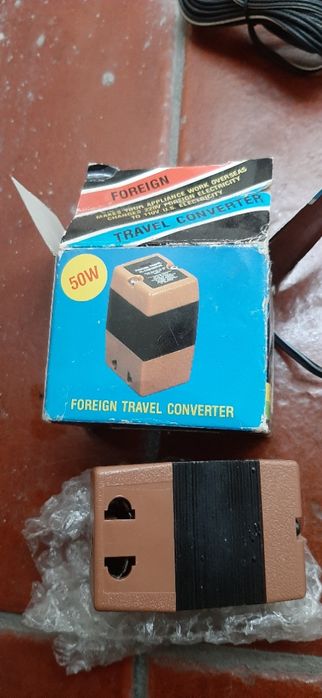 FOREIGN
MAKES YOUR APPLIANCE WORK OVERSEAS
CHANGES 220V FOREIGN ELECTRICITY
TO 110V U.S. ELECTRICITY
TRAVEL CONVERTER
50W
FOREIGN TRAVEL CONVERTER